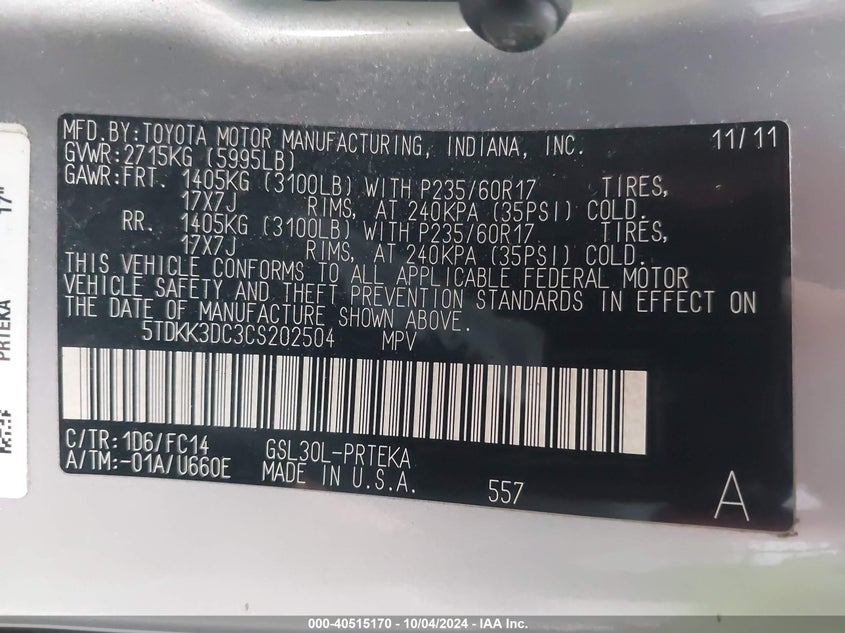 MFD.BY:TOYOTA MOTOR MANUFACTURING, INDIANA, INC. 11/11
GVWR:2715KG (5995LB)
GAWR:FRT. 1405KG (3100LB) WITH P235/60R17 TIRES,
17X7J RIMS, AT 240KPA (35PSI) COLD.
RR. 1405KG (3100LB) WITH P235/60R17 TIRES,
17X7J RIMS, AT 240KPA (35PSI) COLD.
THIS VEHICLE CONFORMS TO ALL APPLICABLE FEDERAL MOTOR
VEHICLE SAFETY AND THEFT PREVENTION STANDARDS IN EFFECT ON
THE DATE OF MANUFACTURE SHOWN ABOVE.
5TDKK3DC3CS202504 MPV
C/TR:1D6/FC14 GSL30L-PRTEKA
A/TM:-01A/U660E MADE IN U.S.A. 557
A
17"
PRTEKA
000-40515170 - 10/04/2024 - IAA Inc.